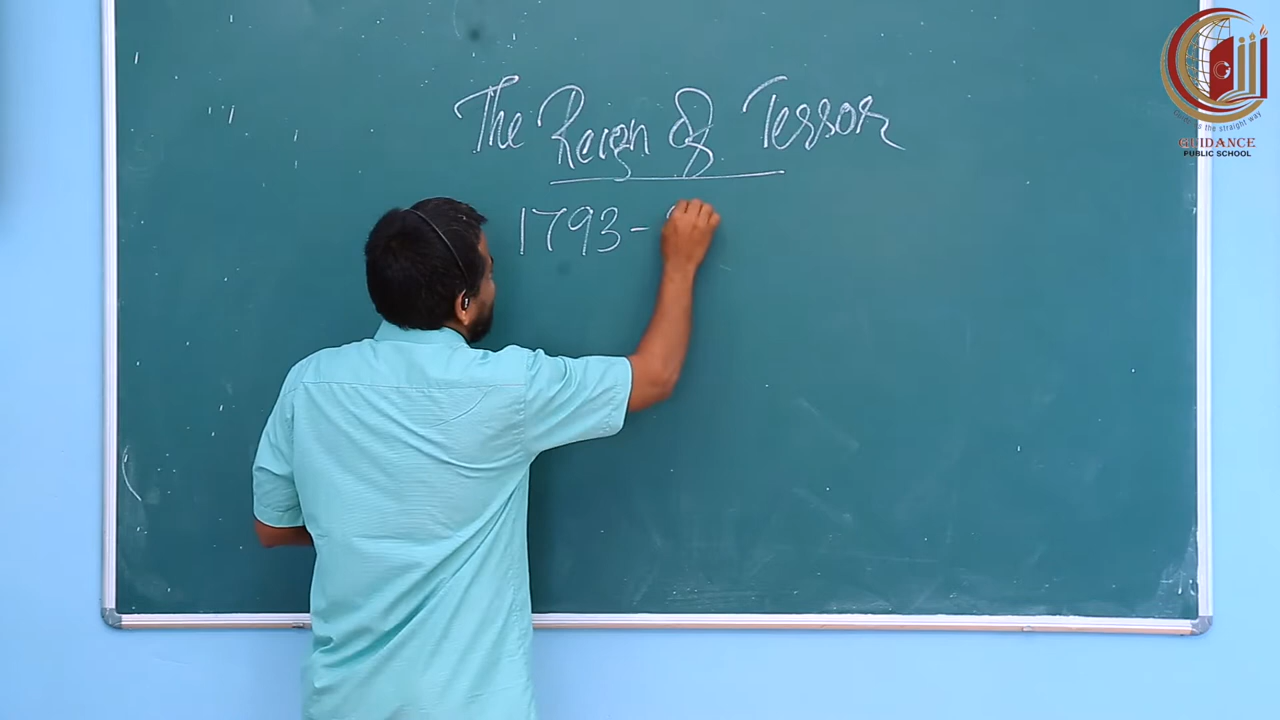 The Reign of Terror
1793-
GUIDANCE
PUBLIC SCHOOL